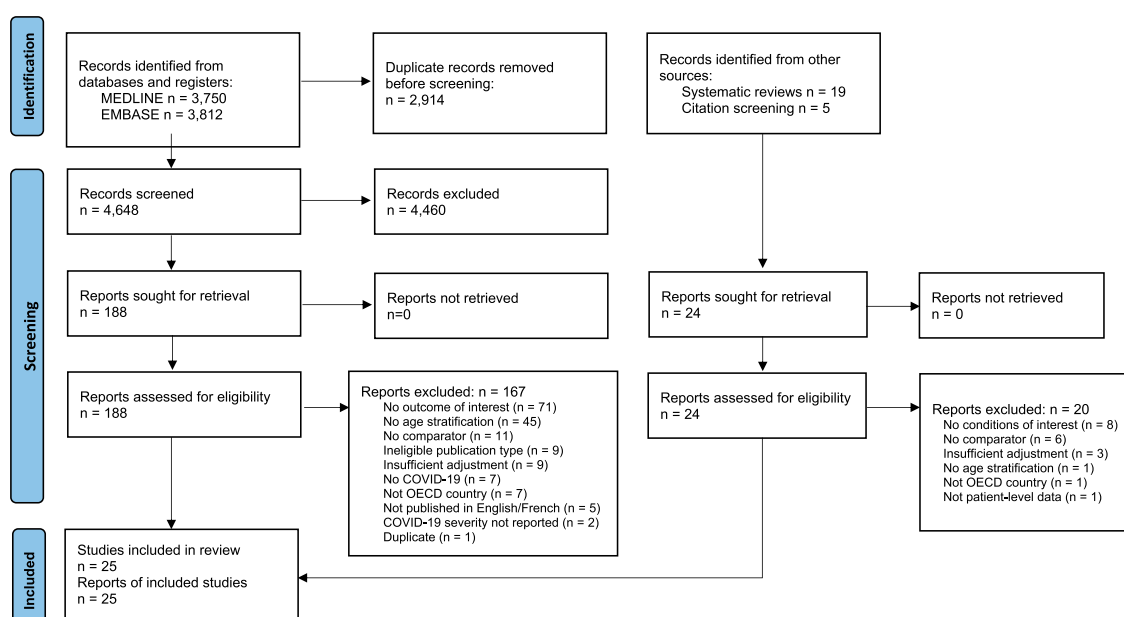 Identification
Records identified from
databases and registers:
MEDLINE n = 3,750
EMBASE n = 3,812
Duplicate records removed
before screening:
n = 2,914
Records identified from other
sources:
Systematic reviews n = 19
Citation screening n = 5
Screening
Records screened
n = 4,648
Records excluded
n = 4,460
Reports sought for retrieval
n = 188
Reports not retrieved
n=0
Reports sought for retrieval
n = 24
Reports not retrieved
n = 0
Reports assessed for eligibility
n = 188
Reports excluded: n = 167
No outcome of interest (n = 71)
No age stratification (n = 45)
No comparator (n = 11)
Ineligible publication type (n = 9)
Insufficient adjustment (n = 9)
No COVID-19 (n = 7)
Not OECD country (n = 7)
Not published in English/French (n = 5)
COVID-19 severity not reported (n = 2)
Duplicate (n = 1)
Reports assessed for eligibility
n = 24
Reports excluded: n = 20
No conditions of interest (n = 8)
No comparator (n = 6)
Insufficient adjustment (n = 3)
No age stratification (n = 1)
Not OECD country (n = 1)
Not patient-level data (n = 1)
Included
Studies included in review
n = 25
Reports of included studies
n = 25